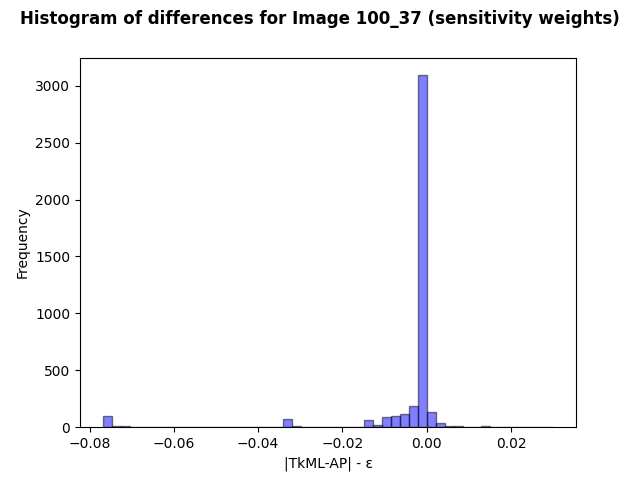 Histogram of differences for Image 100_37 (sensitivity weights)
3000
2500
2000
1500
1000
500
0
Frequency
−0.08 −0.06 −0.04 −0.02 0.00 0.02
|TkML-AP| - ε